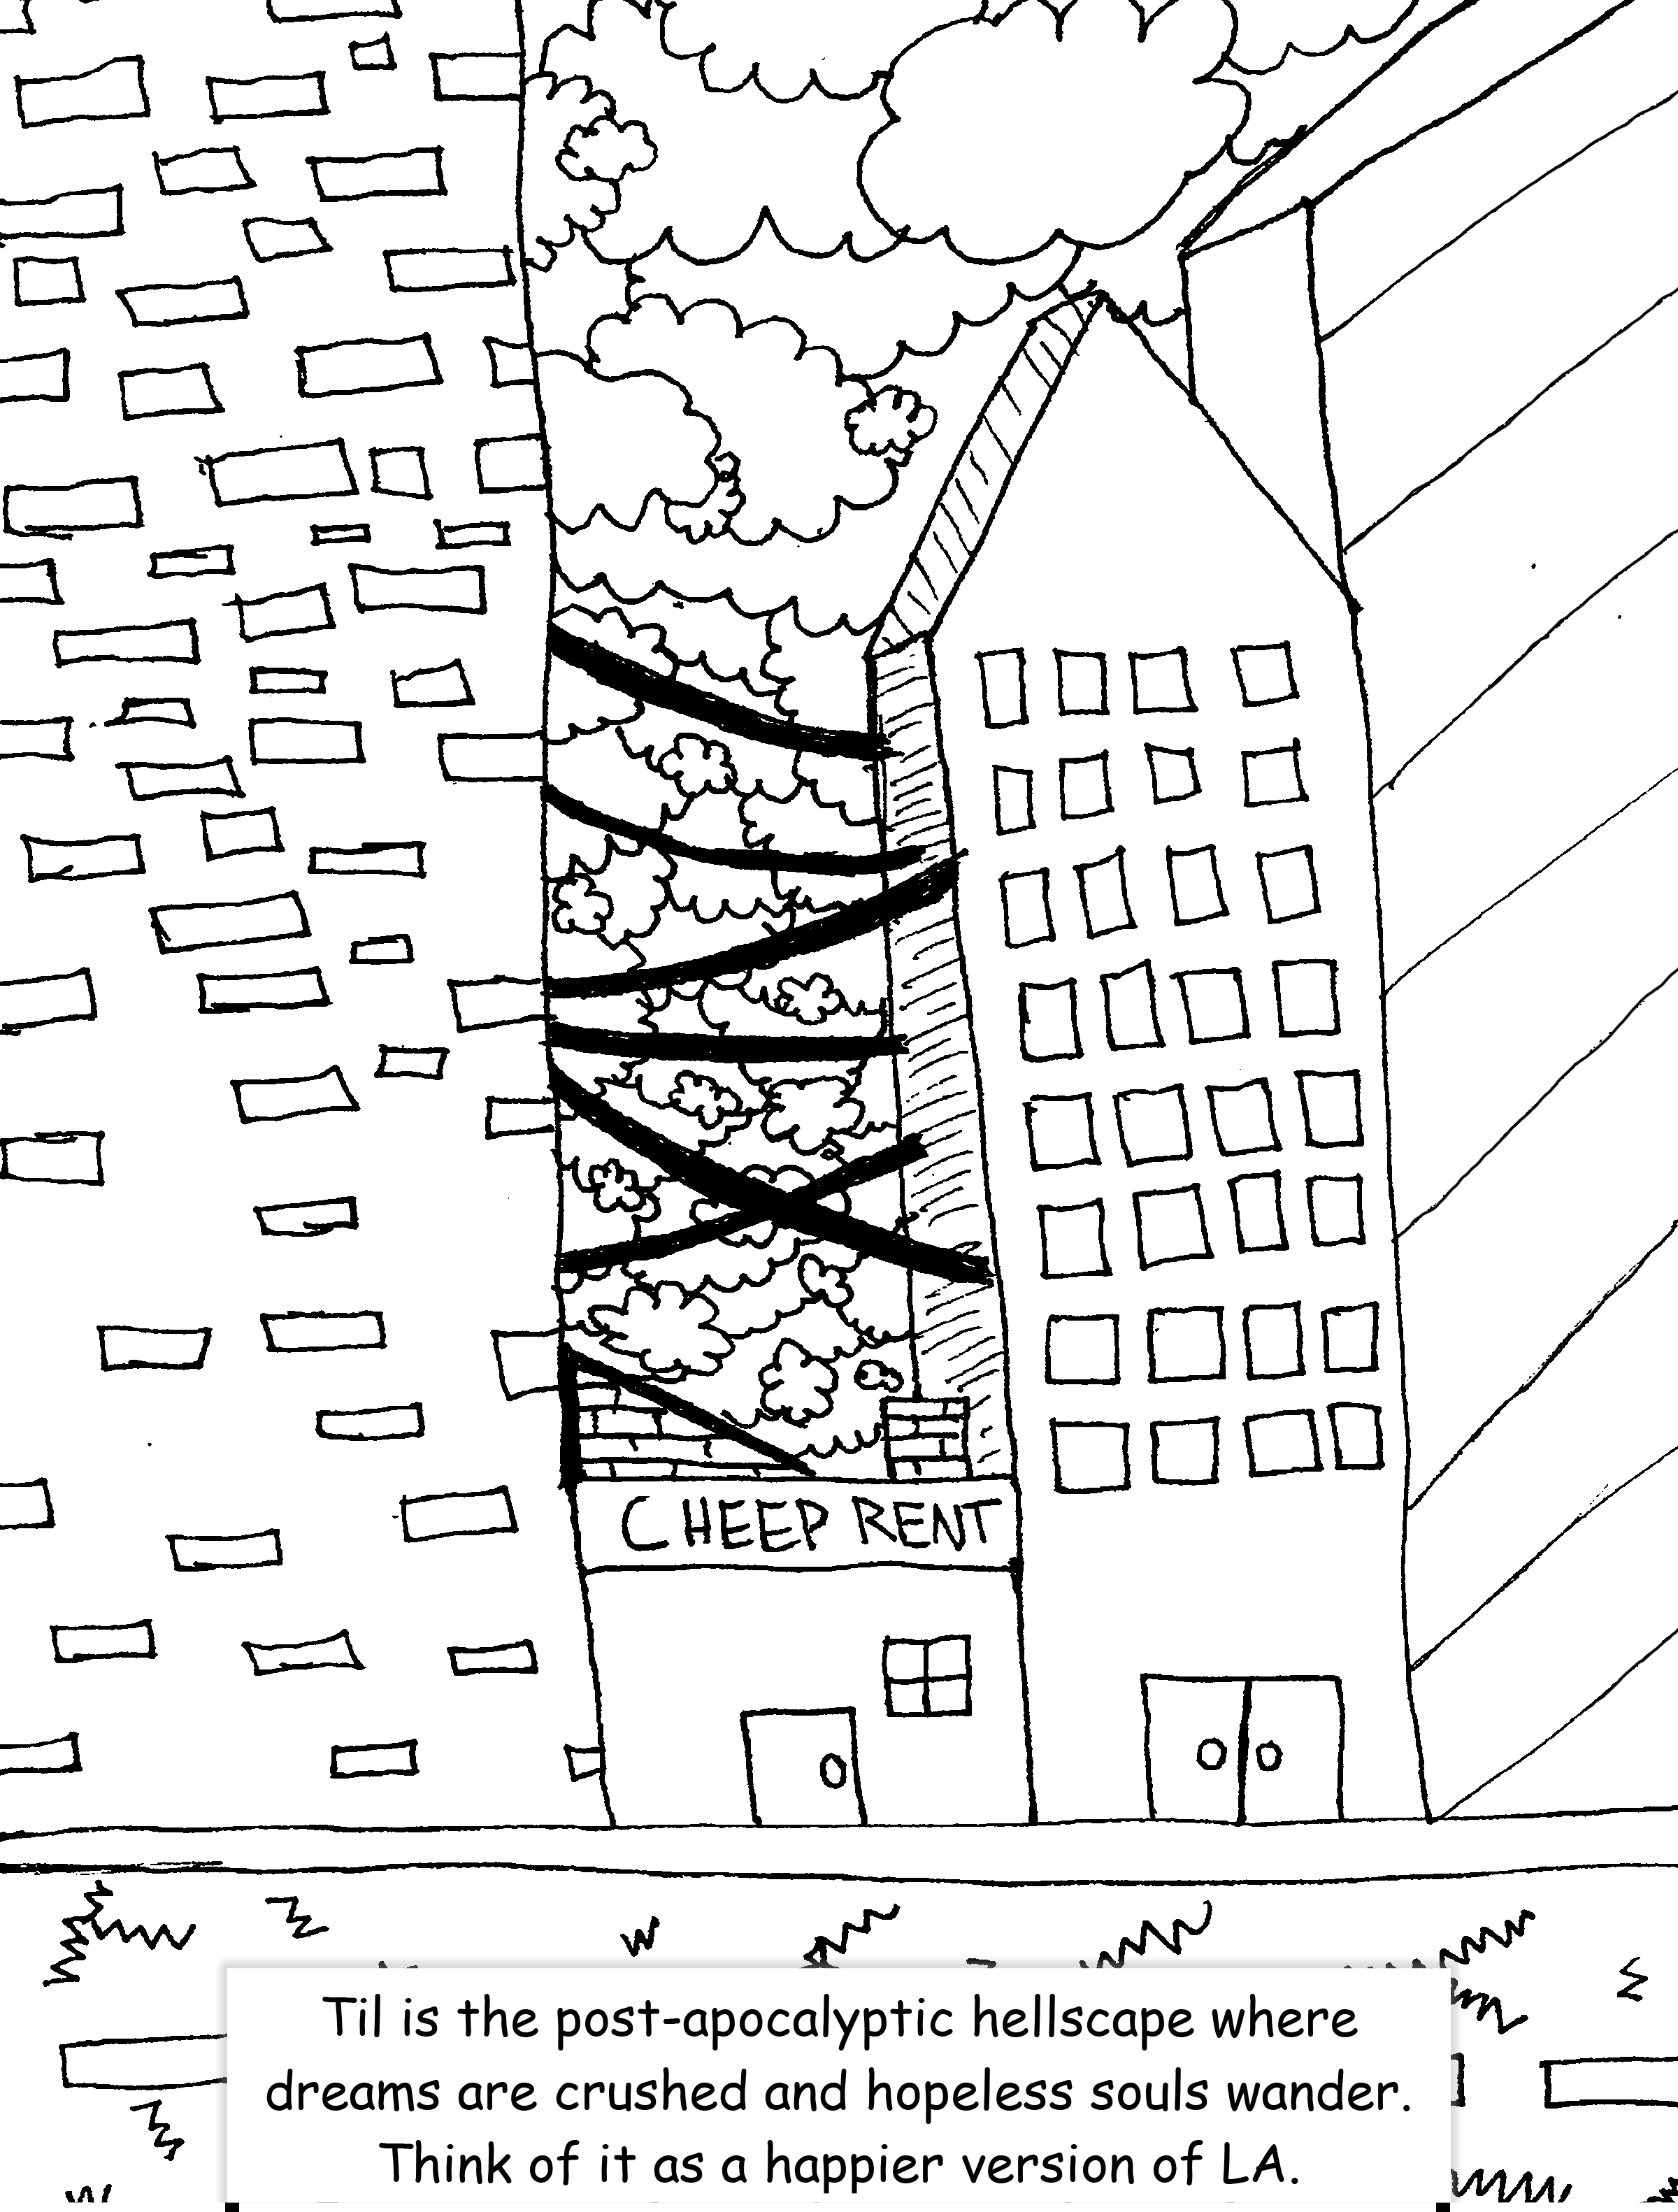 CHEEP RENT
Til is the post-apocalyptic hellscape where
dreams are crushed and hopeless souls wander.
Think of it as a happier version of LA.